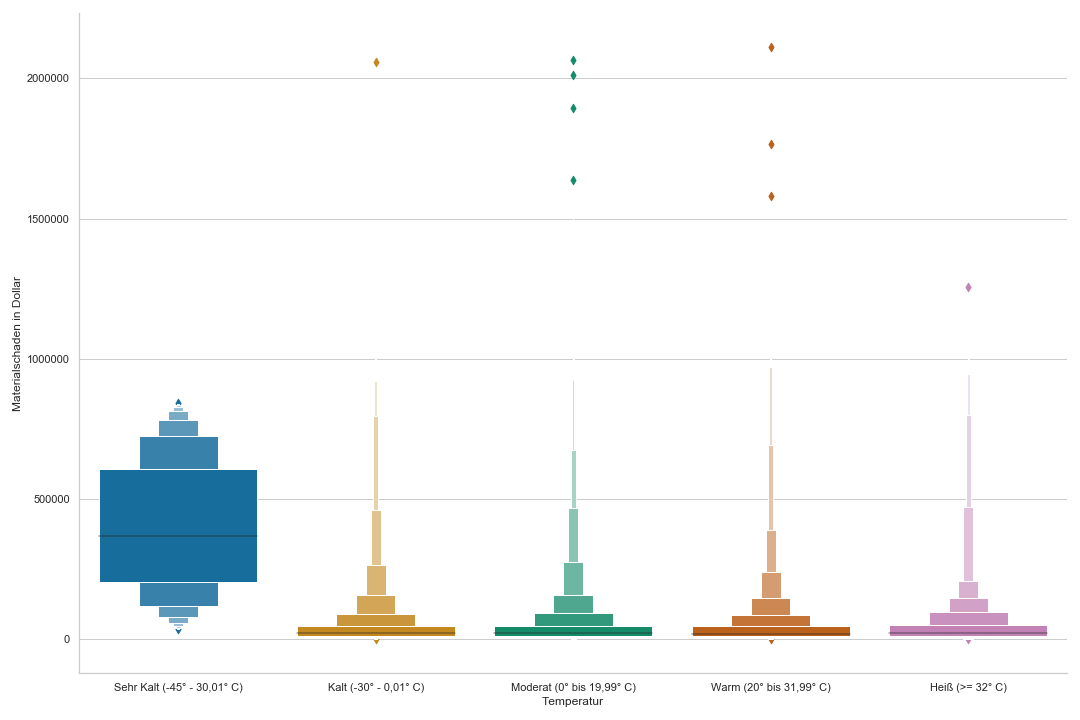 Materialschaden in Dollar
2000000
1500000
1000000
500000
0
Sehr Kalt (-45° - 30,01° C)
Kalt (-30° - 0,01° C)
Moderat (0° bis 19,99° C)
Warm (20° bis 31,99° C)
Heiß (>= 32° C)
Temperatur